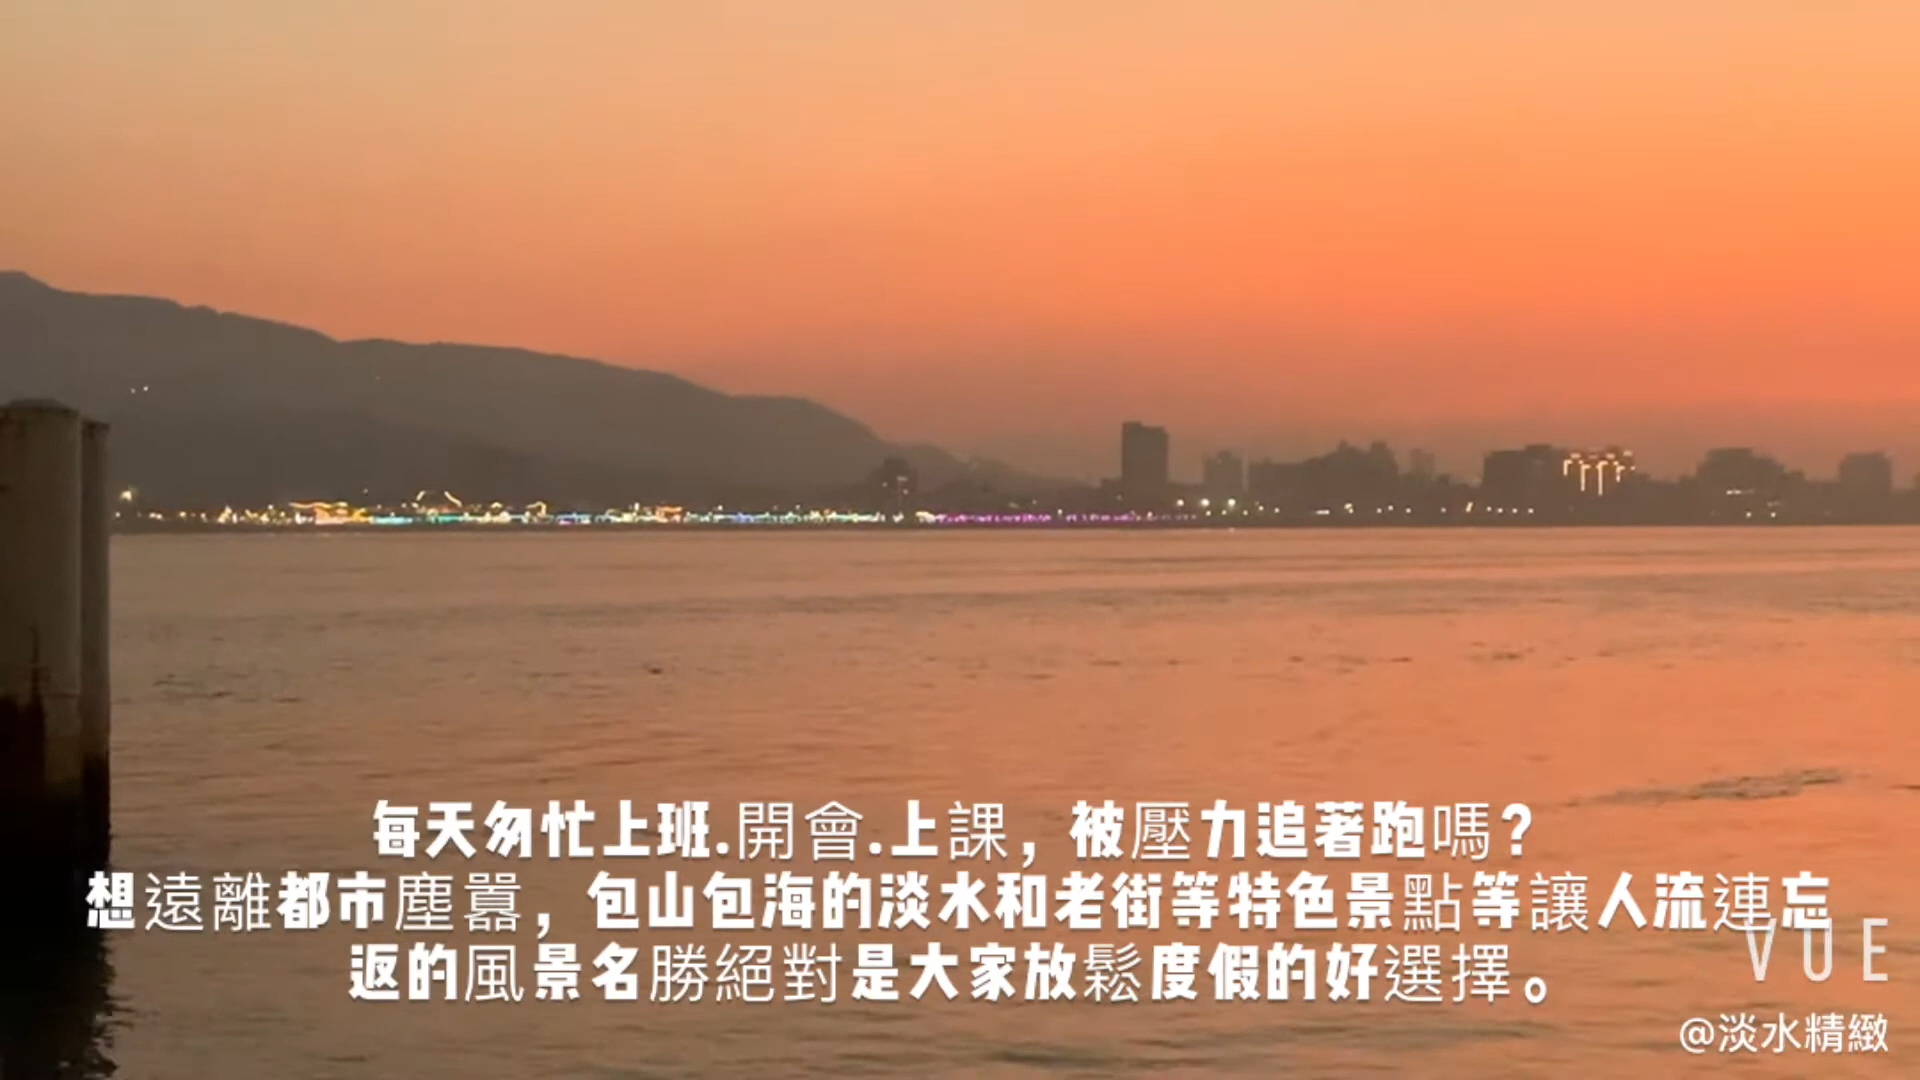 每天匆忙上班.開會.上課，被壓力追著跑嗎？
想遠離都市塵囂，包山包海的淡水和老街等特色景點等讓人流連忘
返的風景名勝絕對是大家放鬆度假的好選擇。
VUE
@淡水精緻